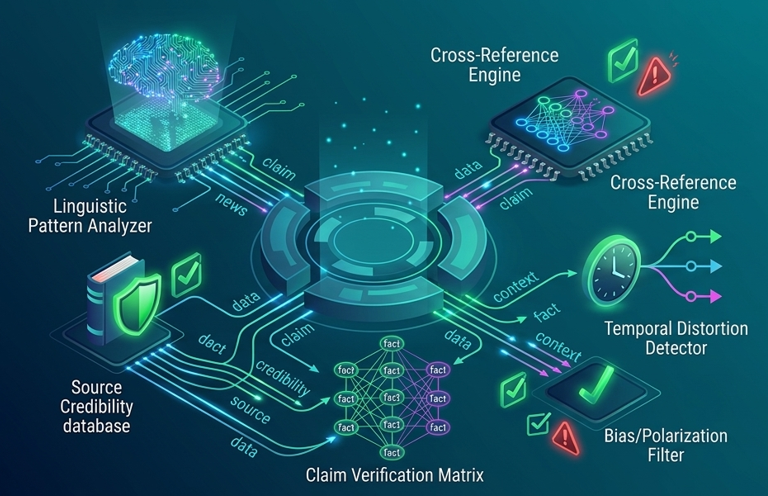 Cross-Reference
Engine
claim
news
data
claim
Linguistic
Pattern Analyzer
Cross-Reference
Engine
context
fact
Temporal Distortion
Detector
data
claim
data
context
dact
credibility
source
data
Source
Credibility
database
fact
foct
fact
fact
fact
fact
fact
fact
fact
fact
fact
Bias/Polarization
Filter
Claim Verification Matrix